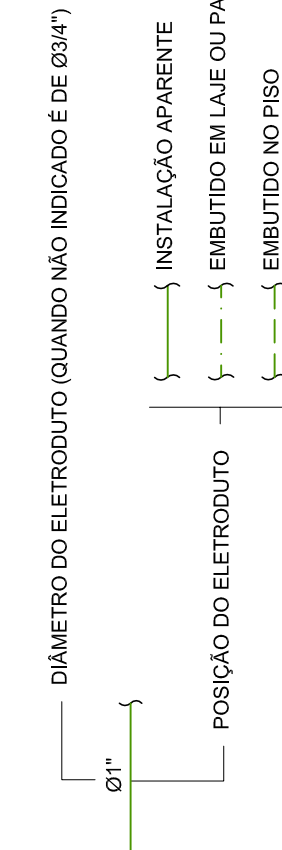 DIÂMETRO DO ELETRODUTO (QUANDO NÃO INDICADO É DE Ø3/4")
Ø1"
POSIÇÃO DO ELETRODUTO
INSTALAÇÃO APARENTE
EMBUTIDO EM LAJE OU PA
EMBUTIDO NO PISO